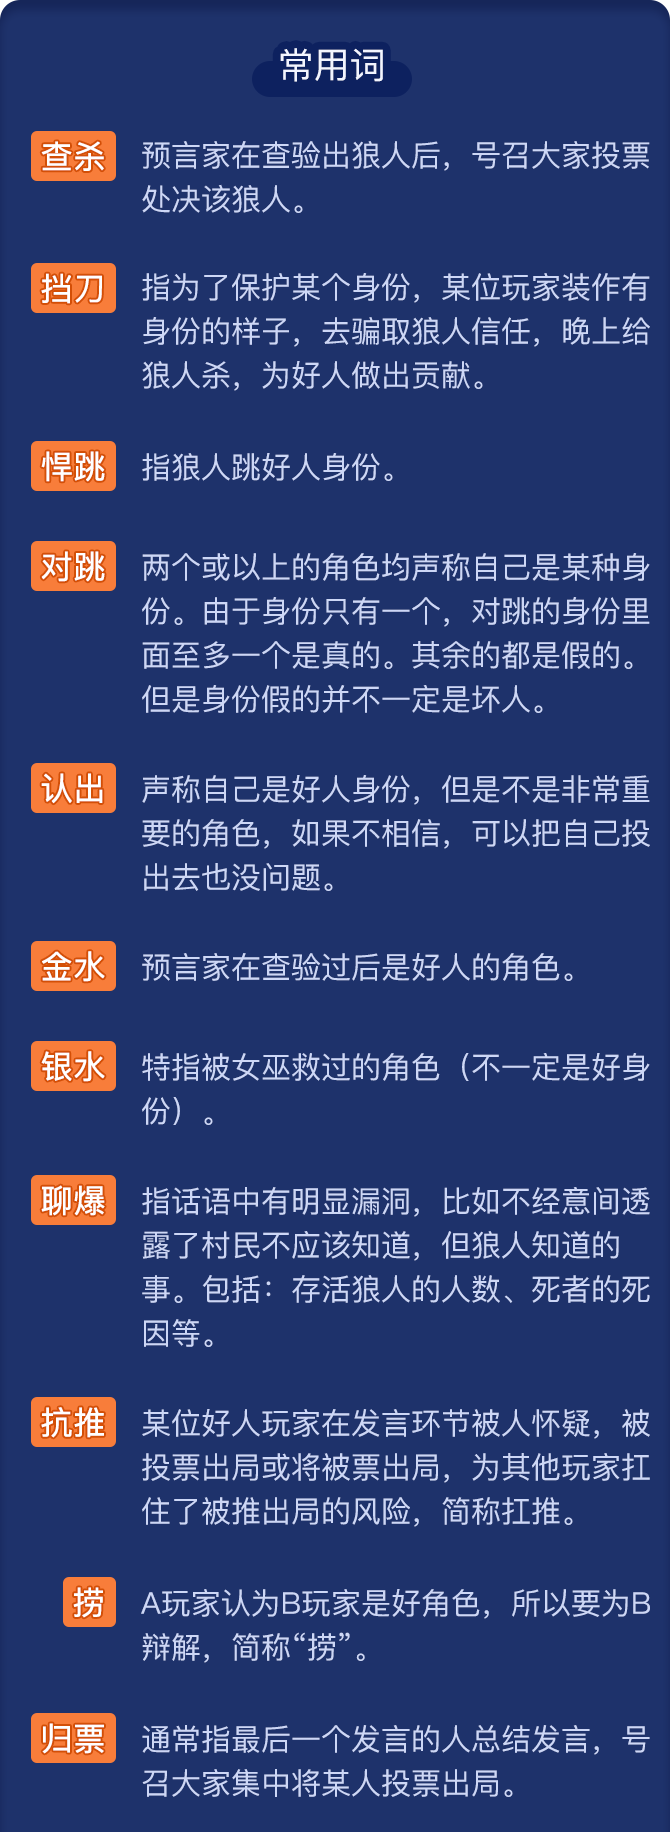 常用词
查杀
预言家在查验出狼人后，号召大家投票
处决该狼人。
挡刀
指为了保护某个身份，某位玩家装作有
身份的样子，去骗取狼人信任，晚上给
狼人杀，为好人做出贡献。
悍跳
指狼人跳好人身份。
对跳
两个或以上的角色均声称自己是某种身
份。由于身份只有一个，对跳的身份里
面至多一个是真的。其余的都是假的。
但是身份假的并不一定是坏人。
认出
声称自己是好人身份，但是不是非常重
要的角色，如果不相信，可以把自己投
出去也没问题。
金水
预言家在查验过后是好人的角色。
银水
特指被女巫救过的角色（不一定是好身
份）。
聊爆
指话语中有明显漏洞，比如不经意间透
露了村民不应该知道，但狼人知道的
事。包括：存活狼人的人数、死者的死
因等。
抗推
某位好人玩家在发言环节被人怀疑，被
投票出局或将被票出局，为其他玩家扛
住了被推出局的风险，简称扛推。
捞
A玩家认为B玩家是好角色，所以要为B
辩解，简称“捞”。
归票
通常指最后一个发言的人总结发言，号
召大家集中将某人投票出局。